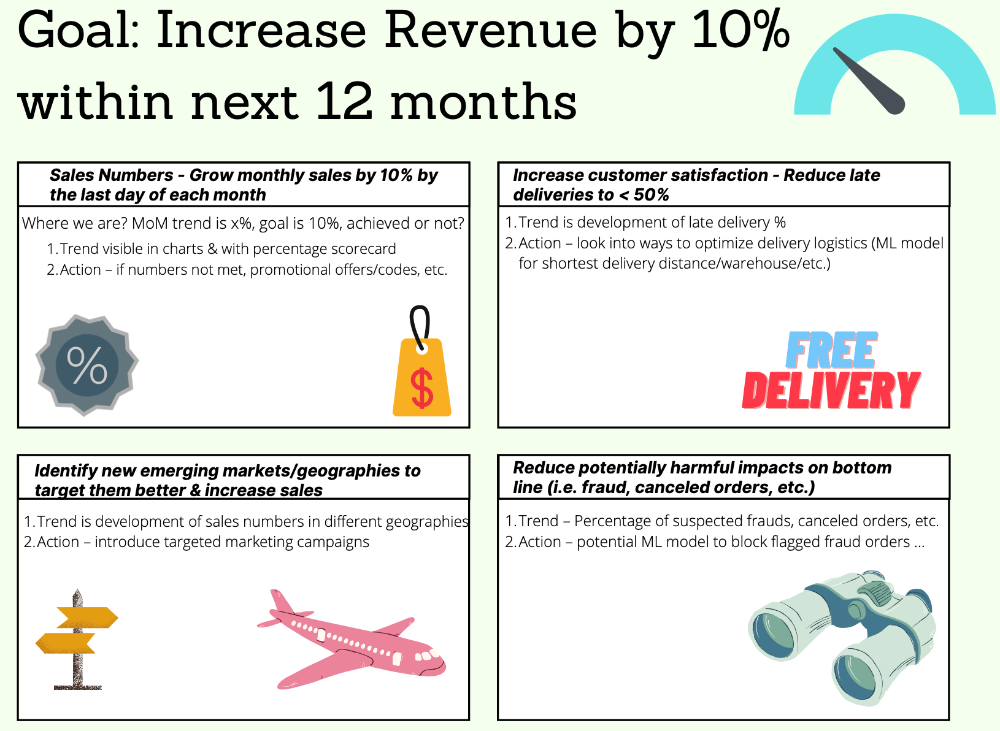 Goal: Increase Revenue by 10%
within next 12 months
Sales Numbers - Grow monthly sales by 10% by
the last day of each month
Where we are? MoM trend is x%, goal is 10%, achieved or not?
1. Trend visible in charts & with percentage scorecard
2. Action – if numbers not met, promotional offers/codes, etc.
%
$
Increase customer satisfaction - Reduce late
deliveries to < 50%
1. Trend is development of late delivery %
2. Action – look into ways to optimize delivery logistics (ML model
for shortest delivery distance/warehouse/etc.)
FREE
DELIVERY
Identify new emerging markets/geographies to
target them better & increase sales
1. Trend is development of sales numbers in different geographies
2. Action – introduce targeted marketing campaigns
Reduce potentially harmful impacts on bottom
line (i.e. fraud, canceled orders, etc.)
1. Trend – Percentage of suspected frauds, canceled orders, etc.
2. Action – potential ML model to block flagged fraud orders ...